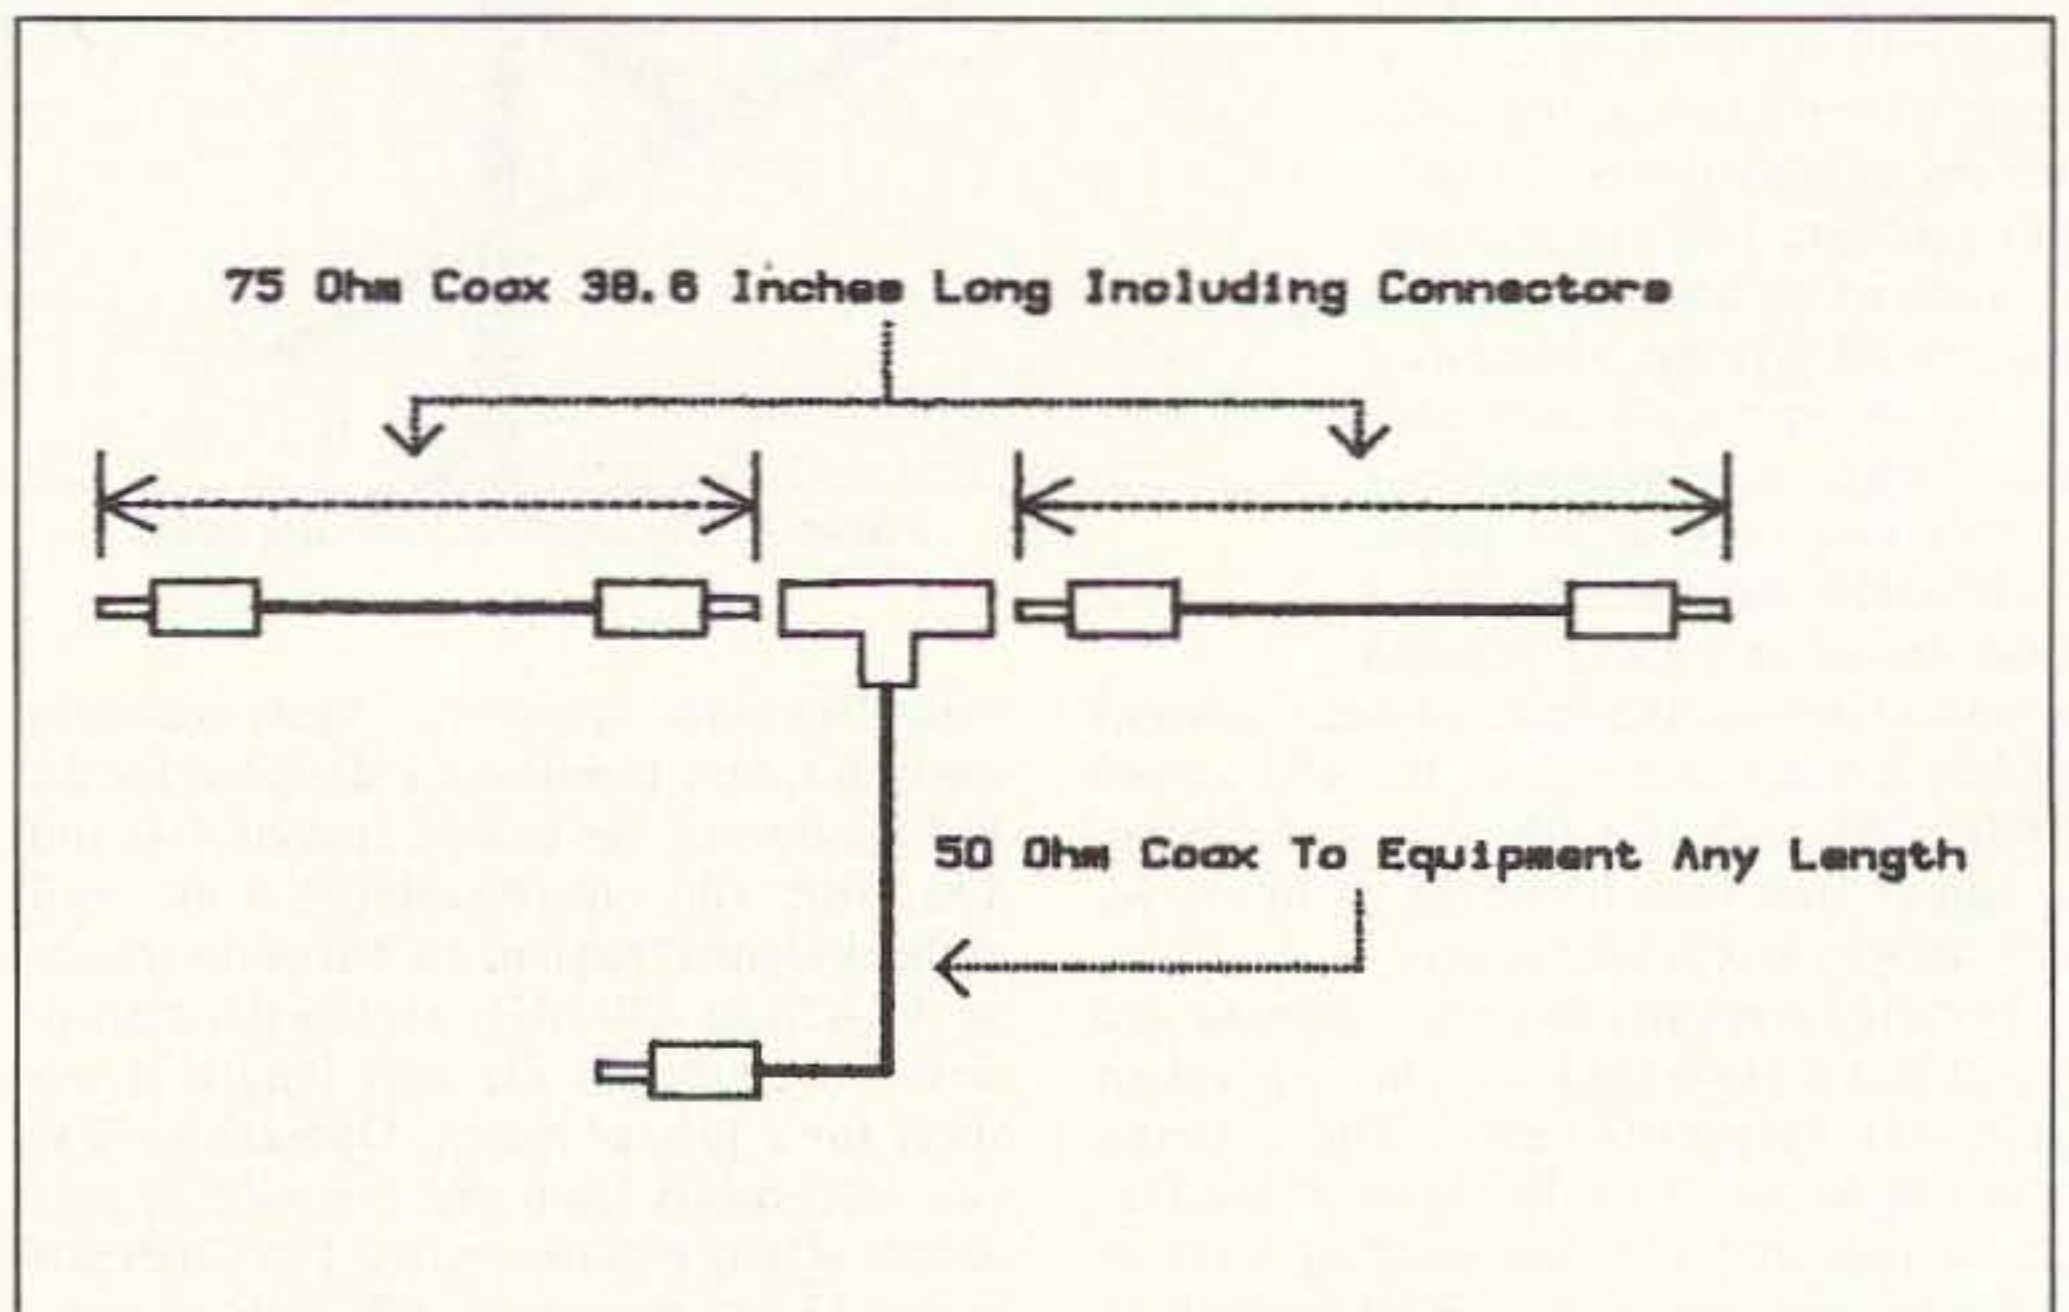 75 Ohm Coax 38.6 Inches Long Including Connectors
50 Ohm Coax To Equipment Any Length